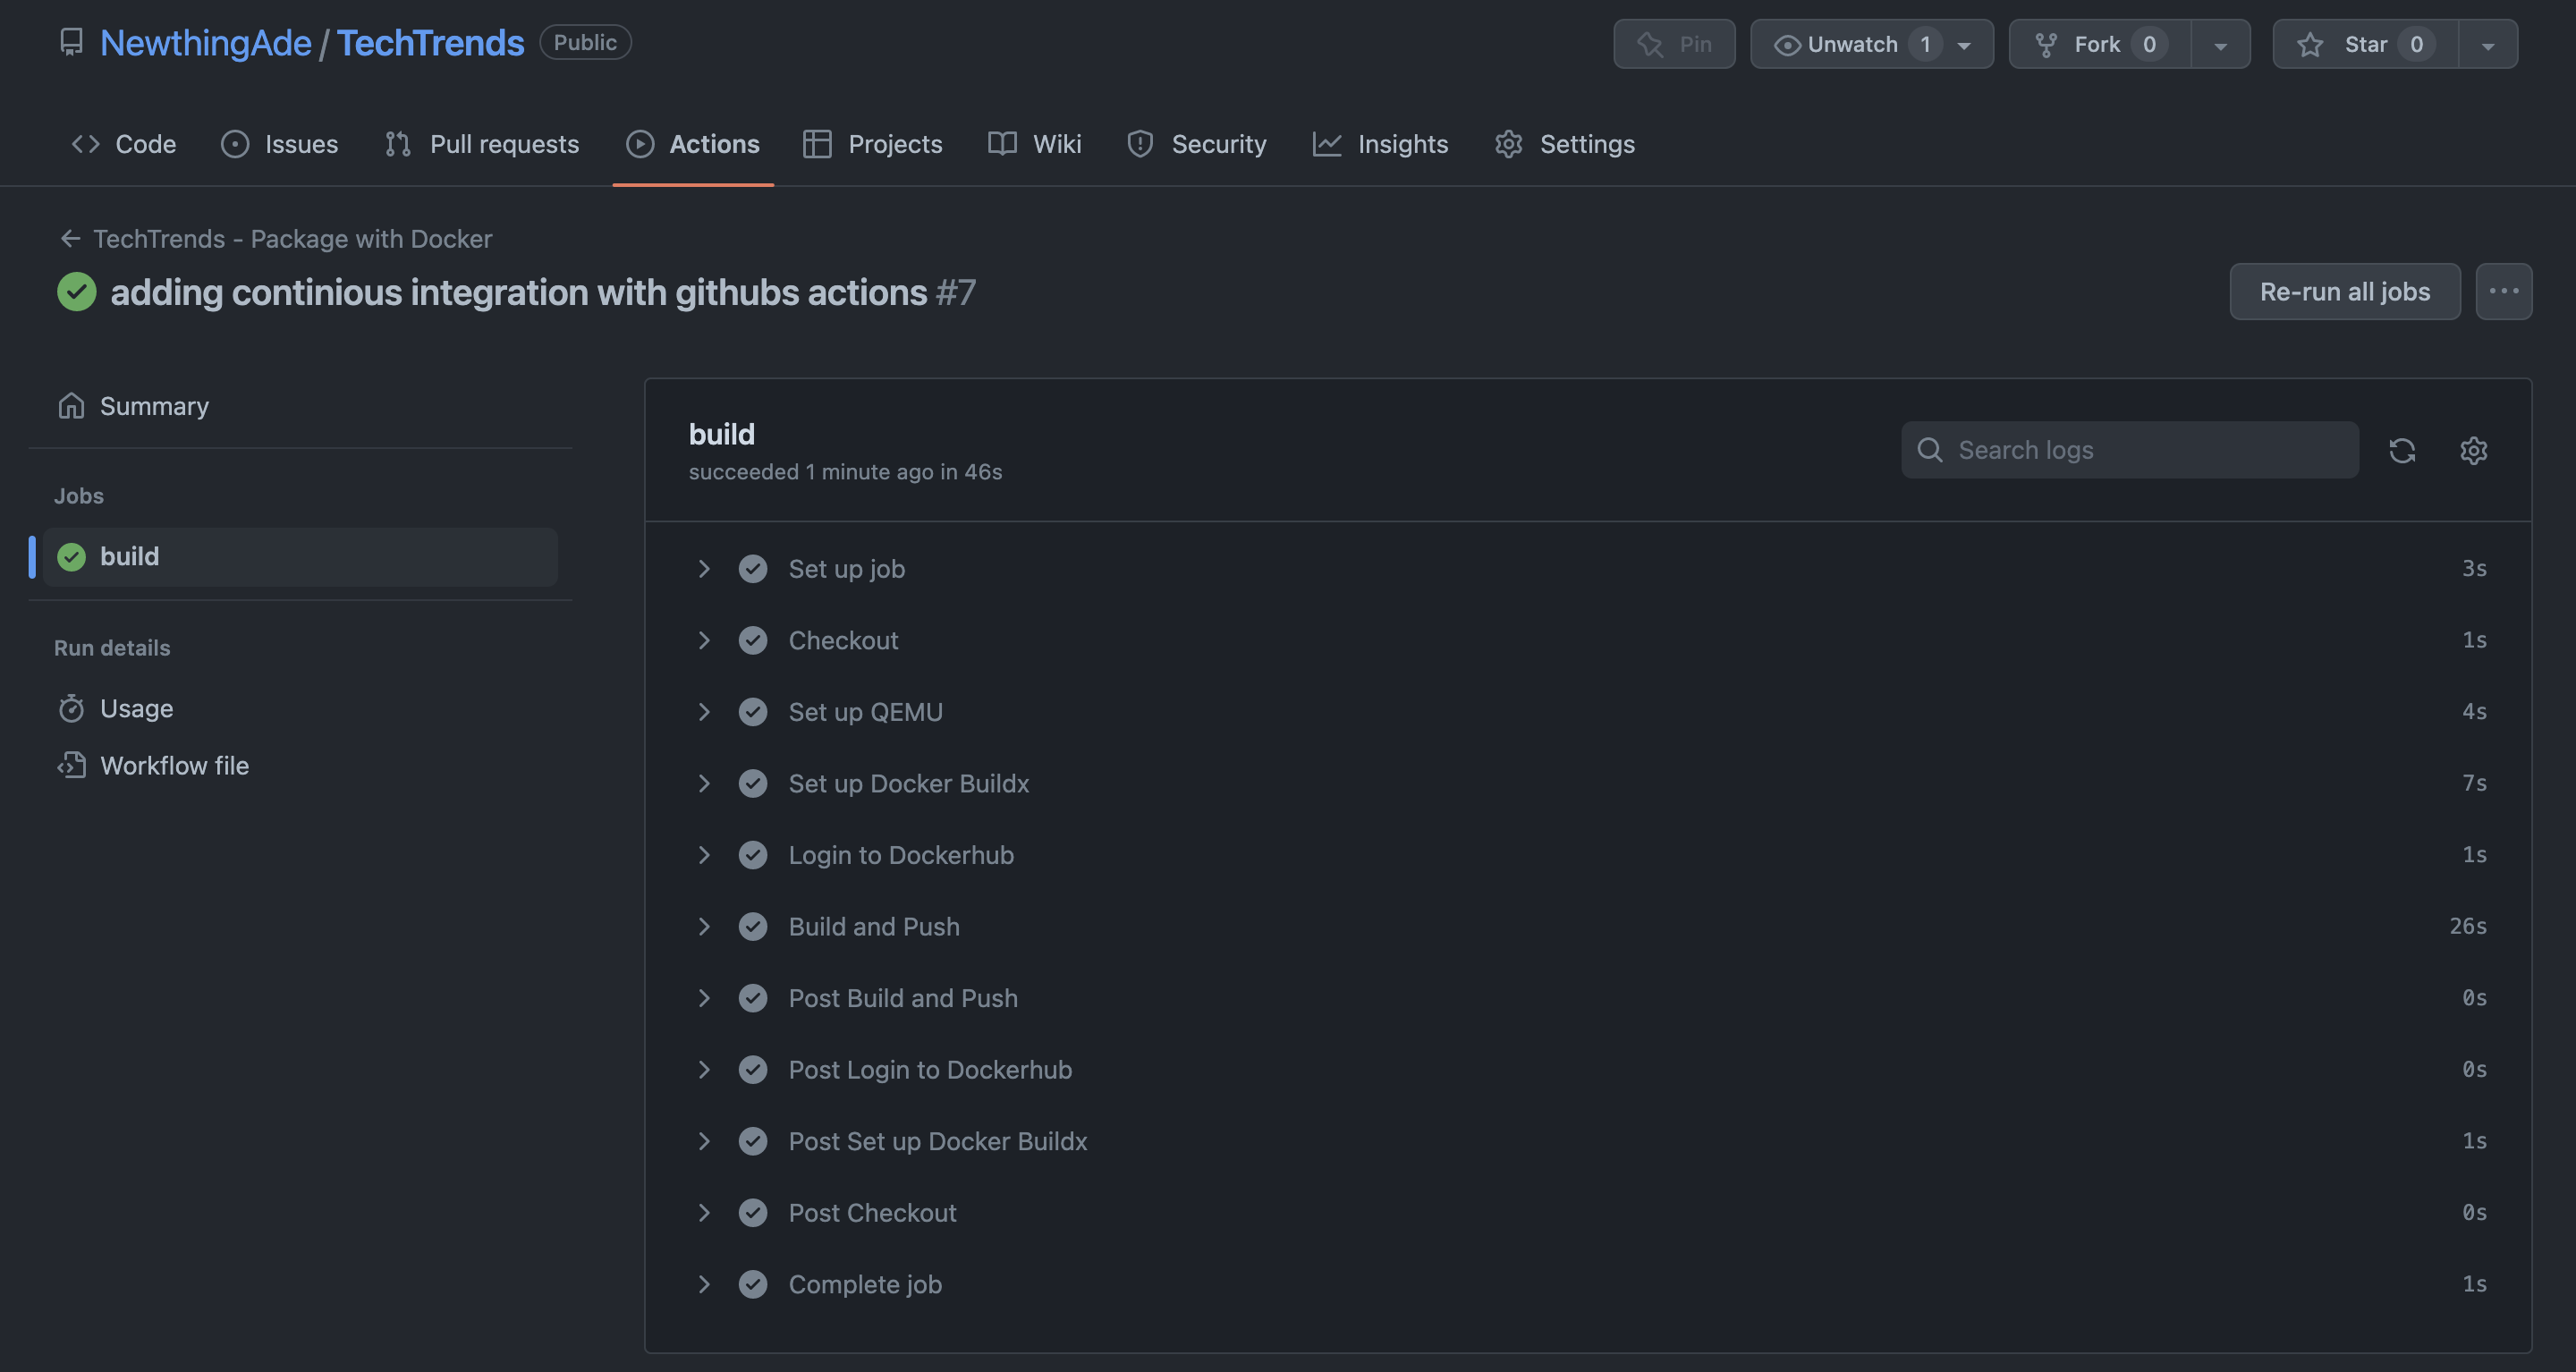 NewthingAde / TechTrends Public
Pin Unwatch 1 Fork 0 Star 0
Code Issues Pull requests Actions Projects Wiki Security Insights Settings
← TechTrends - Package with Docker
adding continious integration with githubs actions #7
Re-run all jobs ...
Summary
Jobs
build
Run details
Usage
Workflow file
build
succeeded 1 minute ago in 46s
Search logs
Set up job 3s
Checkout 1s
Set up QEMU 4s
Set up Docker Buildx 7s
Login to Dockerhub 1s
Build and Push 26s
Post Build and Push 0s
Post Login to Dockerhub 0s
Post Set up Docker Buildx 1s
Post Checkout 0s
Complete job 1s